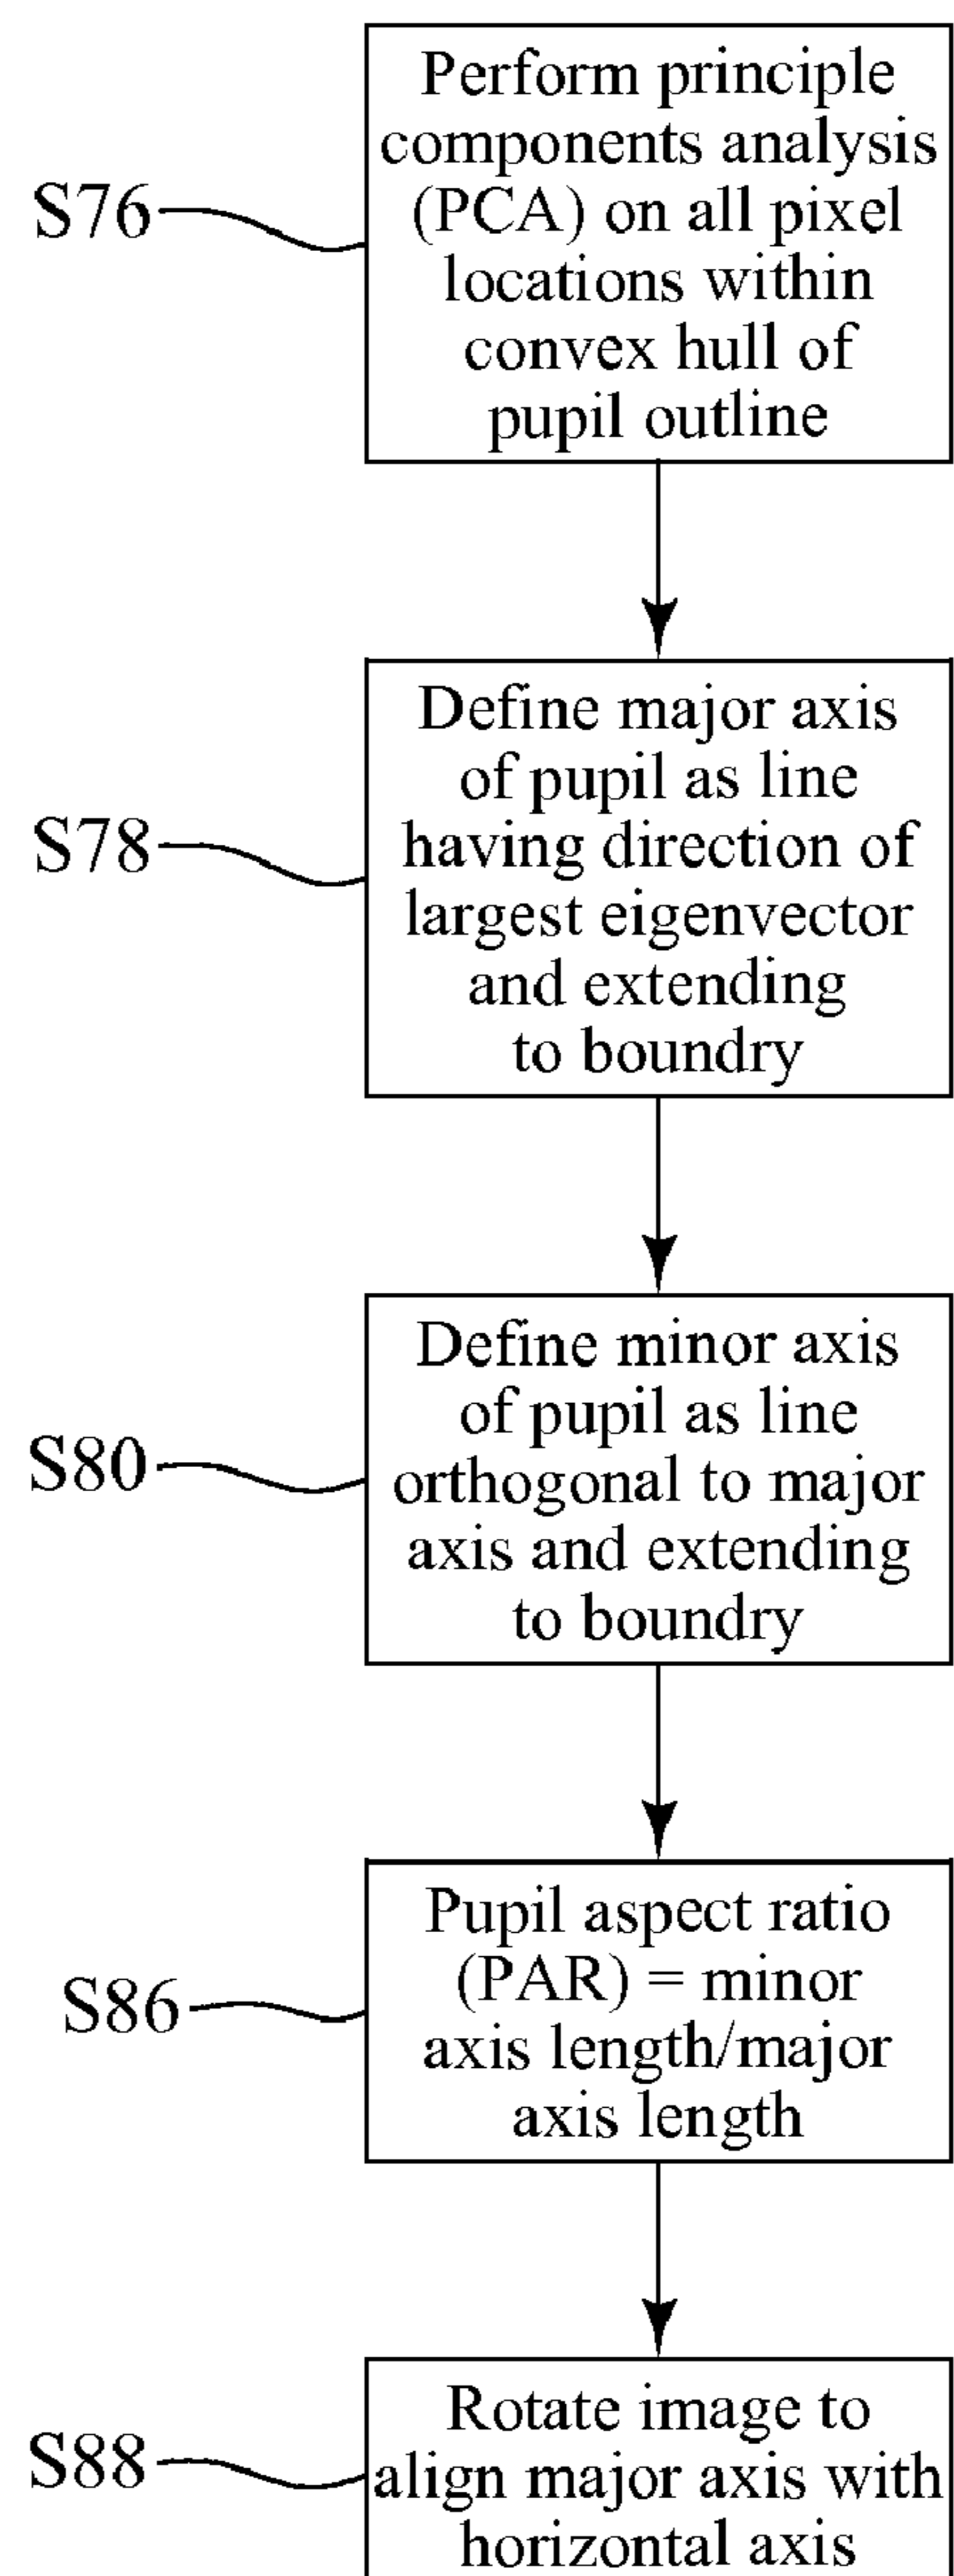 Perform principle
components analysis
(PCA) on all pixel
locations within
convex hull of
pupil outline
S76
Define major axis
of pupil as line
having direction of
largest eigenvector
and extending
to boundry
S78
Define minor axis
of pupil as line
orthogonal to major
axis and extending
to boundry
S80
Pupil aspect ratio
(PAR) = minor
axis length/major
axis length
S86
Rotate image to
align major axis with
horizontal axis
S88